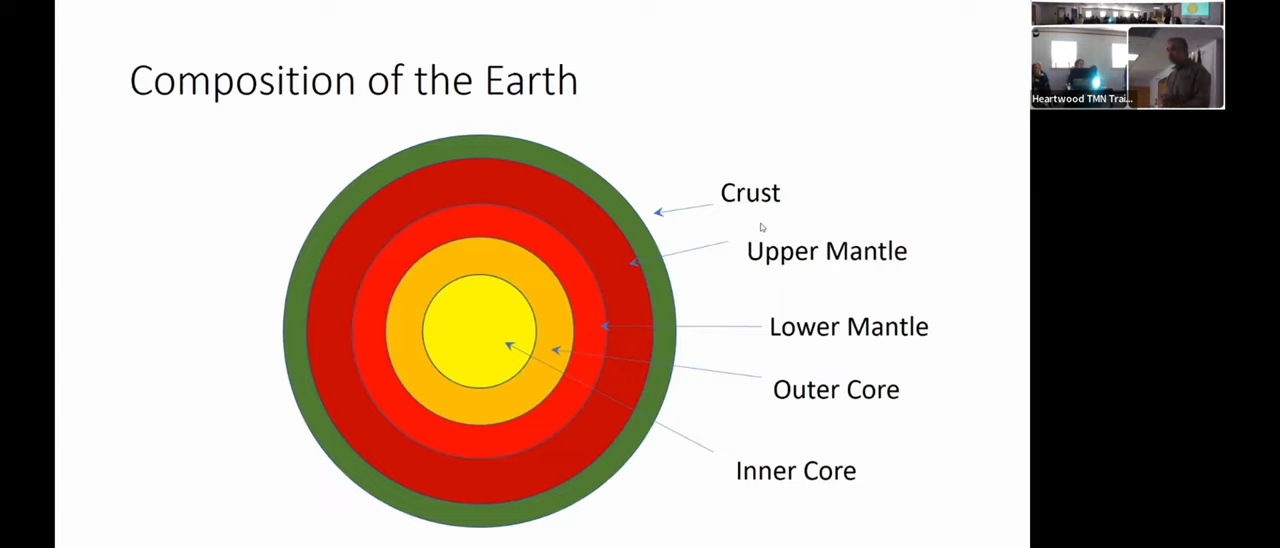 Composition of the Earth
Crust
Upper Mantle
Lower Mantle
Outer Core
Inner Core
Heartwood TMN Trai...